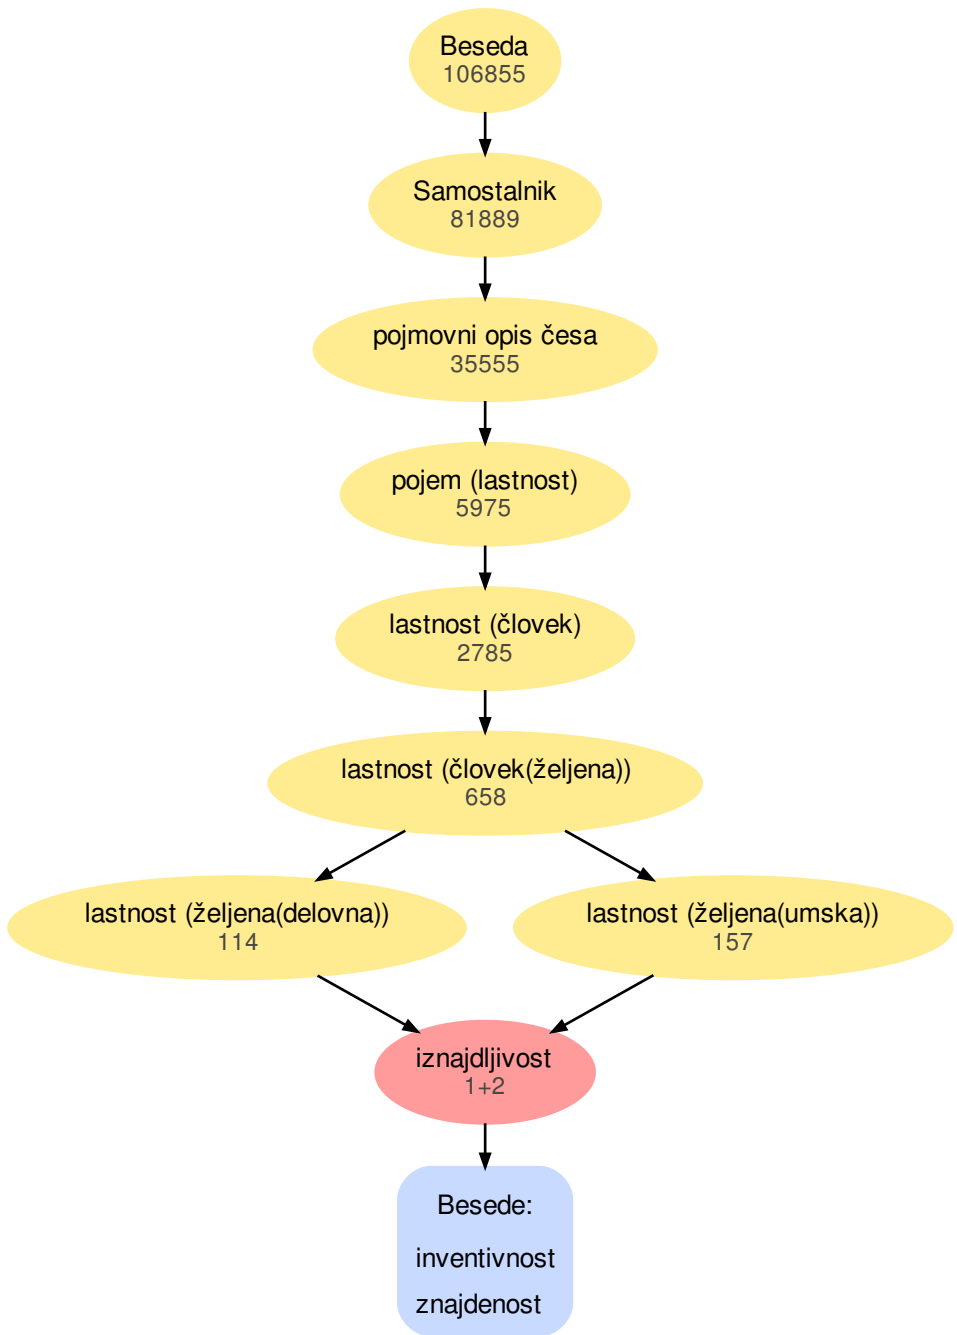 Beseda
106855
Samostalnik
81889
pojmovni opis česa
35555
pojem (lastnost)
5975
lastnost (človek)
2785
lastnost (človek(željena))
658
lastnost (željena(delovna))
114
lastnost (željena(umska))
157
iznajdljivost
1+2
Besede:
inventivnost
znajdenost